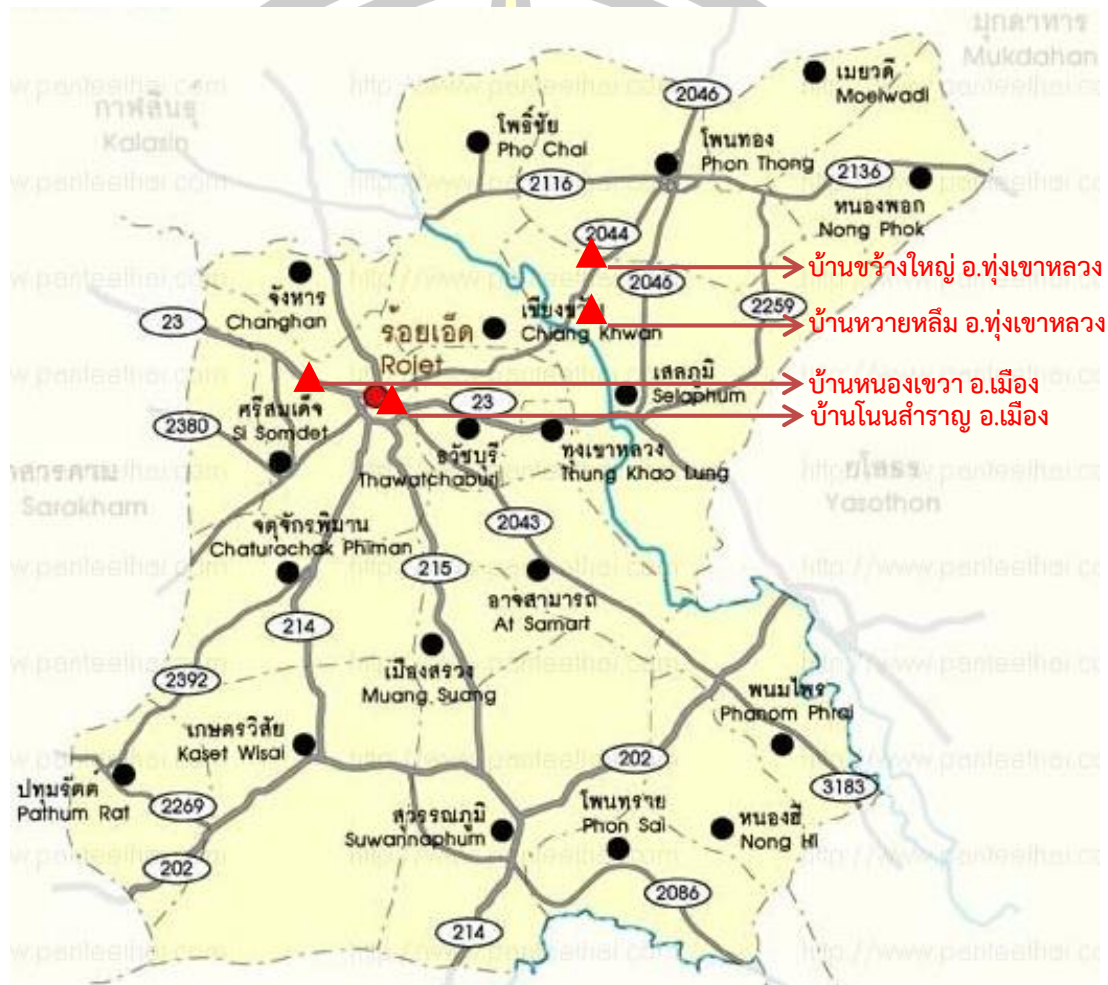 มุกดาหาร
Mukdahan
เมยวดี
Moeiwadi
กาฬสินธุ
Kalasin
2046
โพธิ์ชัย
Pho Chai
โพนทอง
Phon Thong
2116
2136
หนองพอก
Nong Phok
2044
บ้านขว้างใหญ่ อ.ทุ่งเขาหลวง
2046
จังหาร
Changhan
23
ร้อยเอ็ด
Rojet
Chiang Khwan
2259
บ้านหวายหลึม อ.ทุ่งเขาหลวง
เสลภูมิ
Selaphum
บ้านหนองเขวา อ.เมือง
ศรีสมเด็จ
Si Somdet
23
บ้านโนนสำราญ อ.เมือง
2380
ธวัชบุรี
Thawatchaburi
ทุงเขาหลวง
Thung Khao Lung
Sarakham
ยโสธร
Yasothon
จตุจักรพิมาน
Chaturachak Phiman
2043
215
อาจสามารถ
At Samart
214
เมืองสรวง
Muang Suang
2392
พนมไพร
Phanom Phrai
เกษตรวิสัย
Kaset Wisai
202
ปทุมรัตต
Pathum Rat
2269
3183
สุวรรณภูมิ
Suwannaphum
โพนทราย
Phon Sai
หนองฮี
Nong Hi
202
2086
214
http://www.panteethai.com